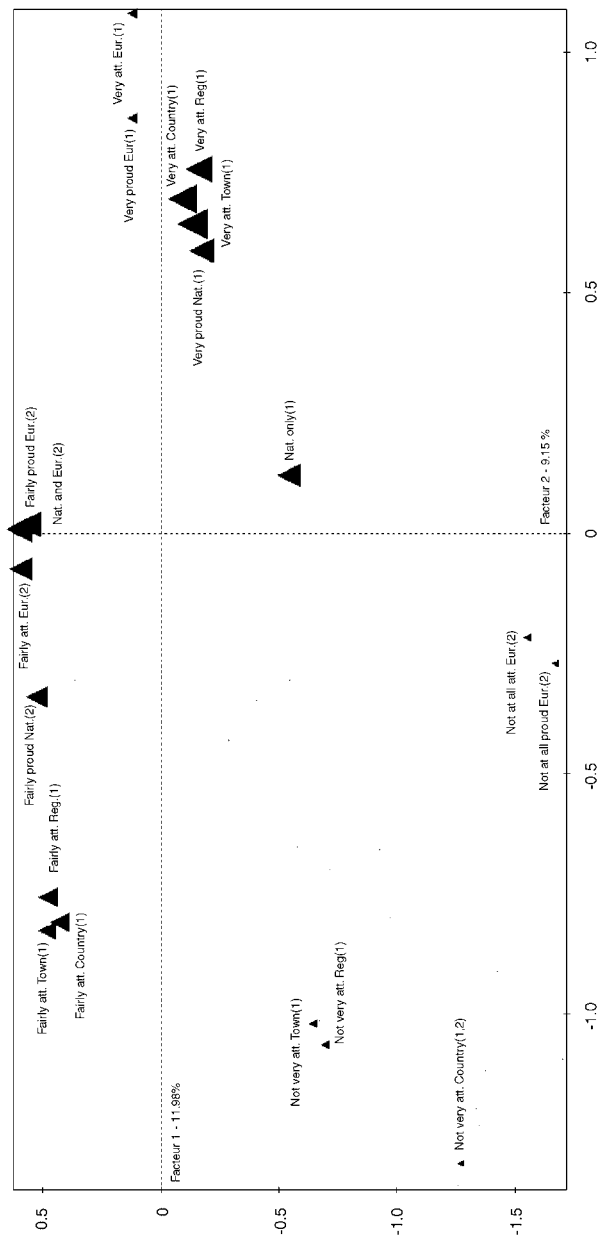 Very att. Eur.(1)
Very proud Eur(1)
Very att. Country(1)
Very att. Reg(1)
Very att. Town(1)
Very proud Nat.(1)
Fairly proud Eur.(2)
Nat. and Eur.(2)
Nat. only(1)
Fairly att. Eur.(2)
Fairly proud Nat.(2)
Fairly att. Reg.(1)
Fairly att. Town(1)
Fairly att. Country(1)
Not at all att. Eur.(2)
Not at all proud Eur.(2)
Not very att. Town(1)
Not very att. Reg(1)
Not very att. Country(1,2)
Facteur 1 - 11.98%
Facteur 2 - 9.15 %
0.5
0
-0.5
-1.0
-1.5
-1.0
-0.5
0
0.5
1.0